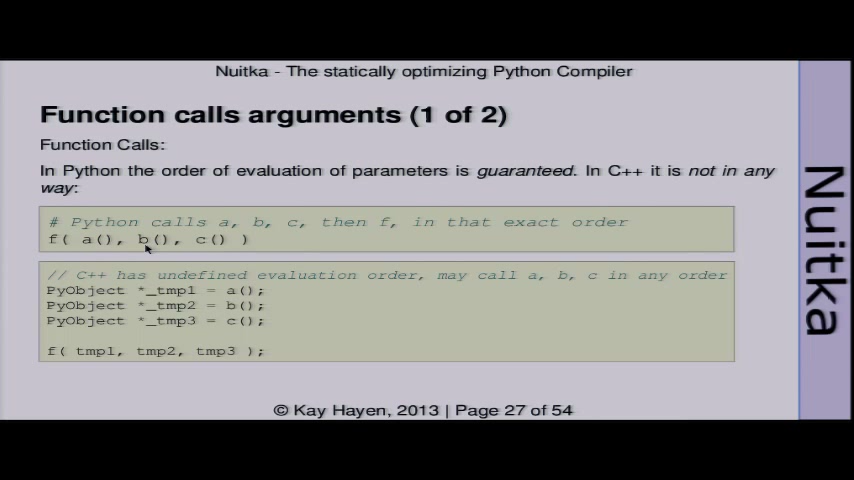 Nuitka - The statically optimizing Python Compiler
Function calls arguments (1 of 2)
Function Calls:
In Python the order of evaluation of parameters is guaranteed. In C++ it is not in any
way:
# Python calls a, b, c, then f, in that exact order
f( a(), b(), c() )
// C++ has undefined evaluation order, may call a, b, c in any order
PyObject *_tmp1 = a();
PyObject *_tmp2 = b();
PyObject *_tmp3 = c();
f( tmp1, tmp2, tmp3 );
© Kay Hayen, 2013 | Page 27 of 54
Nuitka